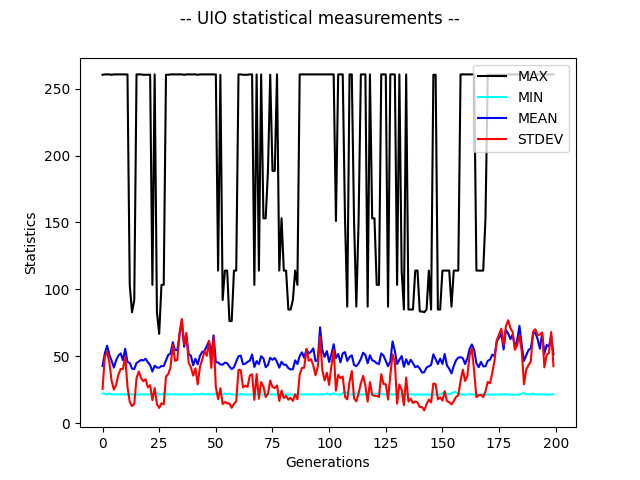 -- UIO statistical measurements --
MAX
MIN
MEAN
STDEV
Statistics
250
200
150
100
50
0
0 25 50 75 100 125 150 175 200
Generations